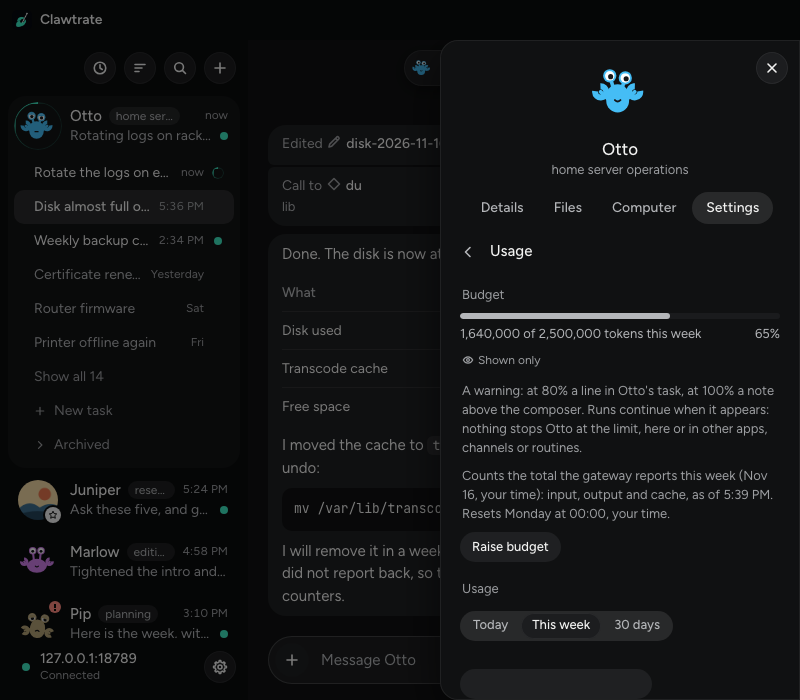 Clawtrate
Otto home ser... now
Rotating logs on rack...
Rotate the logs on e... now
Disk almost full o... 5:36 PM
Weekly backup c... 2:34 PM
Certificate rene... Yesterday
Router firmware Sat
Printer offline again Fri
Show all 14
+ New task
Archived
Juniper rese... 5:24 PM
Ask these five, and g...
Marlow editi... 4:58 PM
Tightened the intro and...
Pip planning 3:10 PM
Here is the week. wit...
127.0.0.1:18789
Connected
Edited disk-2026-11-1
Call to du
lib
Done. The disk is now at
What
Disk used
Transcode cache
Free space
I moved the cache to t
undo:
mv /var/lib/transco
I will remove it in a week
did not report back, so t
counters.
Message Otto
Otto
home server operations
Details Files Computer Settings
Usage
Budget
1,640,000 of 2,500,000 tokens this week 65%
Shown only
A warning: at 80% a line in Otto's task, at 100% a note
above the composer. Runs continue when it appears:
nothing stops Otto at the limit, here or in other apps,
channels or routines.
Counts the total the gateway reports this week (Nov
16, your time): input, output and cache, as of 5:39 PM.
Resets Monday at 00:00, your time.
Raise budget
Usage
Today This week 30 days